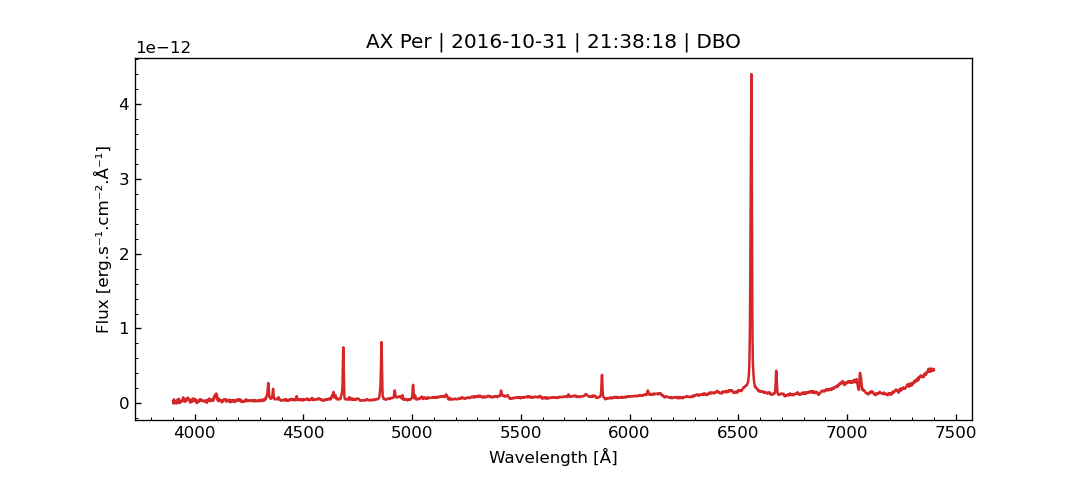 AX Per | 2016-10-31 | 21:38:18 | DBO
1e−12
4
3
2
1
0
Flux [erg.s⁻¹.cm⁻².Å⁻¹]
4000 4500 5000 5500 6000 6500 7000 7500
Wavelength [Å]